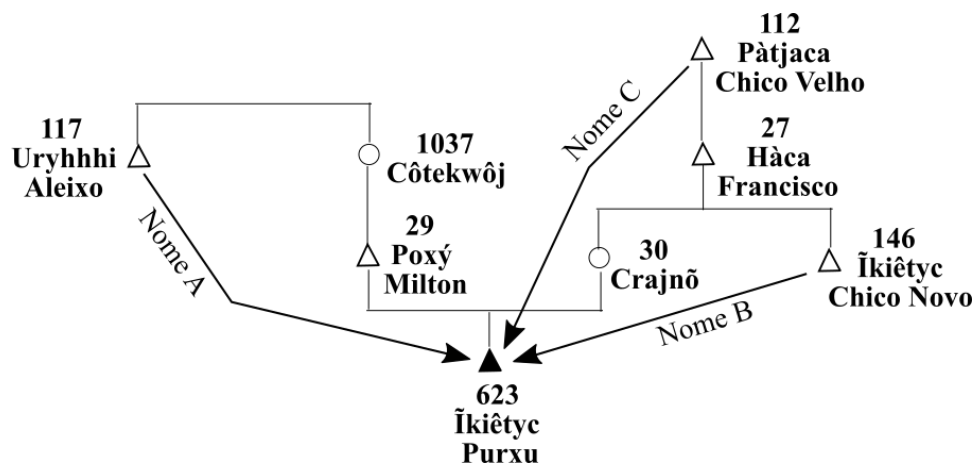 112
Pàtjaca
Chico Velho
Nome C
117
Uryhhhi
Aleixo
1037
Côtekwôj
27
Hàca
Francisco
Nome A
29
Poxý
Milton
30
Crajnõ
146
Ĩkiêtyc
Chico Novo
Nome B
623
Ĩkiêtyc
Purxu